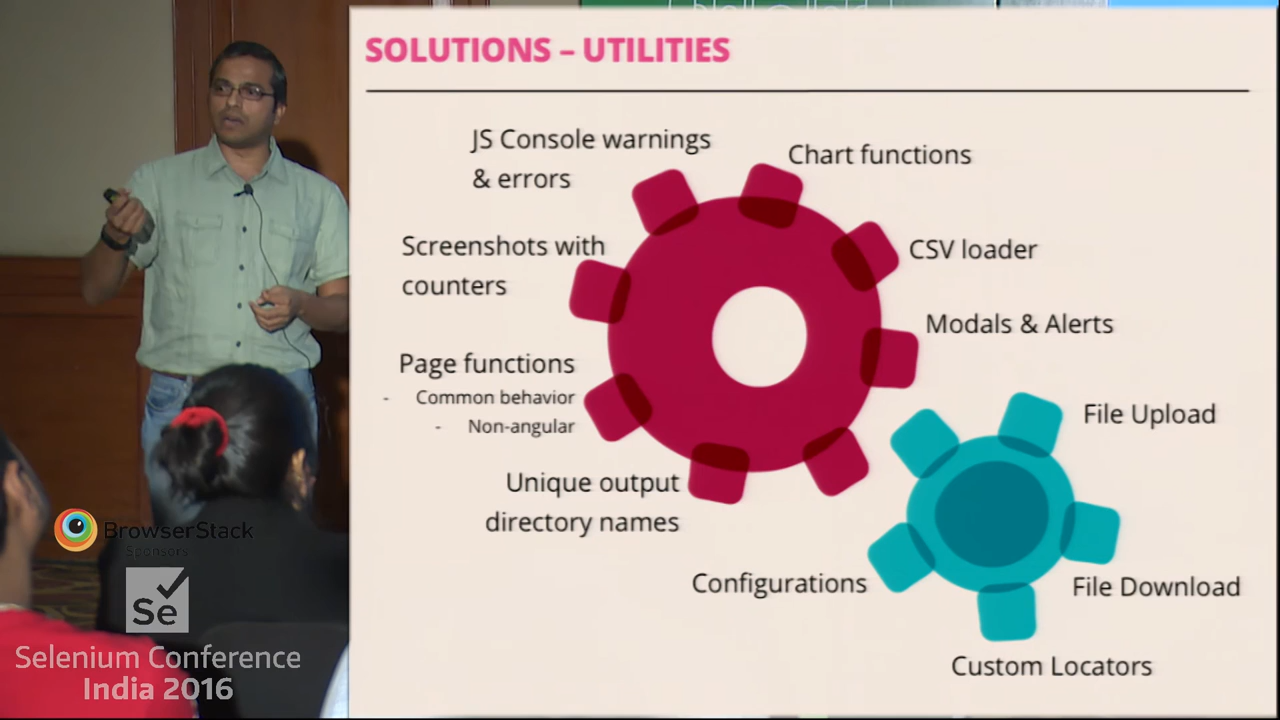 SOLUTIONS – UTILITIES
JS Console warnings
& errors
Chart functions
Screenshots with
counters
CSV loader
Modals & Alerts
Page functions
- Common behavior
- Non-angular
File Upload
Unique output
directory names
Configurations
File Download
Custom Locators
BrowserStack
Sponsors
Se
Selenium Conference
India 2016